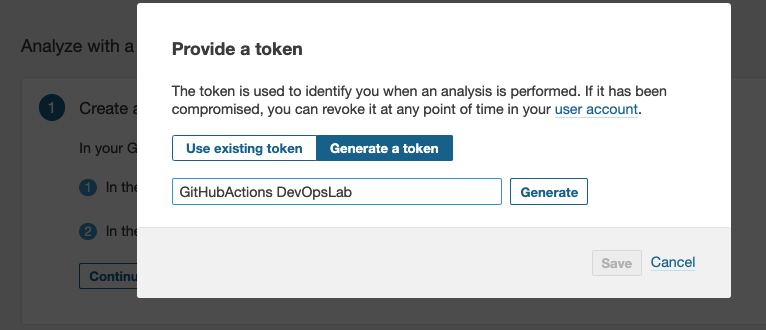 Analyze with a
Provide a token
The token is used to identify you when an analysis is performed. If it has been
compromised, you can revoke it at any point of time in your user account.
1 Create a
Use existing token Generate a token
In your G
GitHubActions DevOpsLab Generate
1 In the
2 In the
Save Cancel
Continu